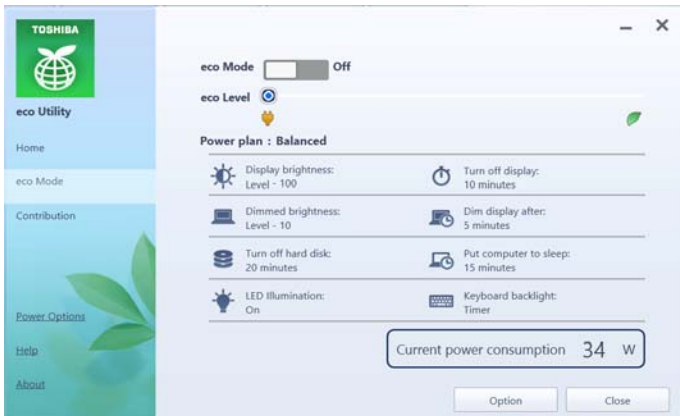 TOSHIBA
eco Utility
Home
eco Mode
Contribution
Power Options
Help
About
eco Mode Off
eco Level
Power plan : Balanced
Display brightness:
Level - 100
Turn off display:
10 minutes
Dimmed brightness:
Level - 10
Dim display after:
5 minutes
Turn off hard disk:
20 minutes
Put computer to sleep:
15 minutes
LED Illumination:
On
Keyboard backlight:
Timer
Current power consumption 34 W
Option
Close